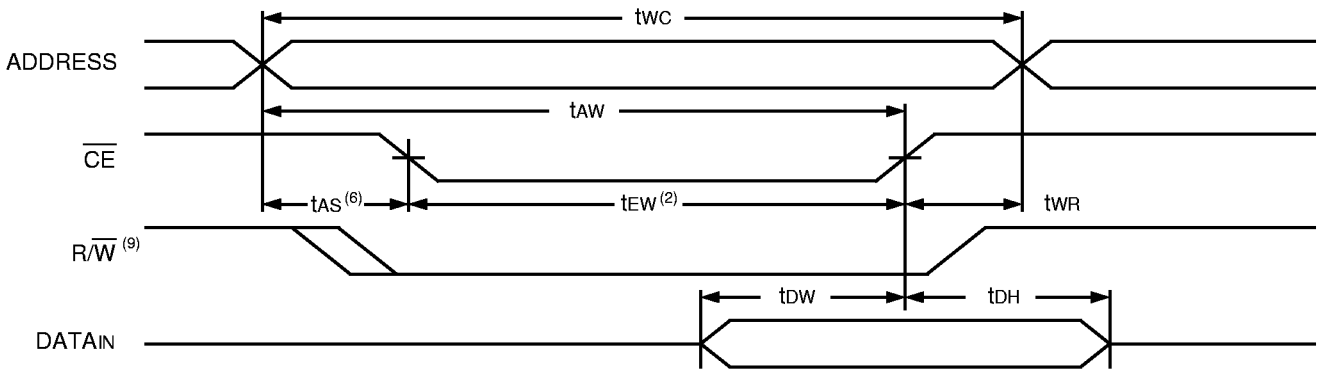 tWC
ADDRESS
tAW
CE
tAS (6)
tEW (2)
tWR
R/W (9)
tDW
tDH
DATAIN